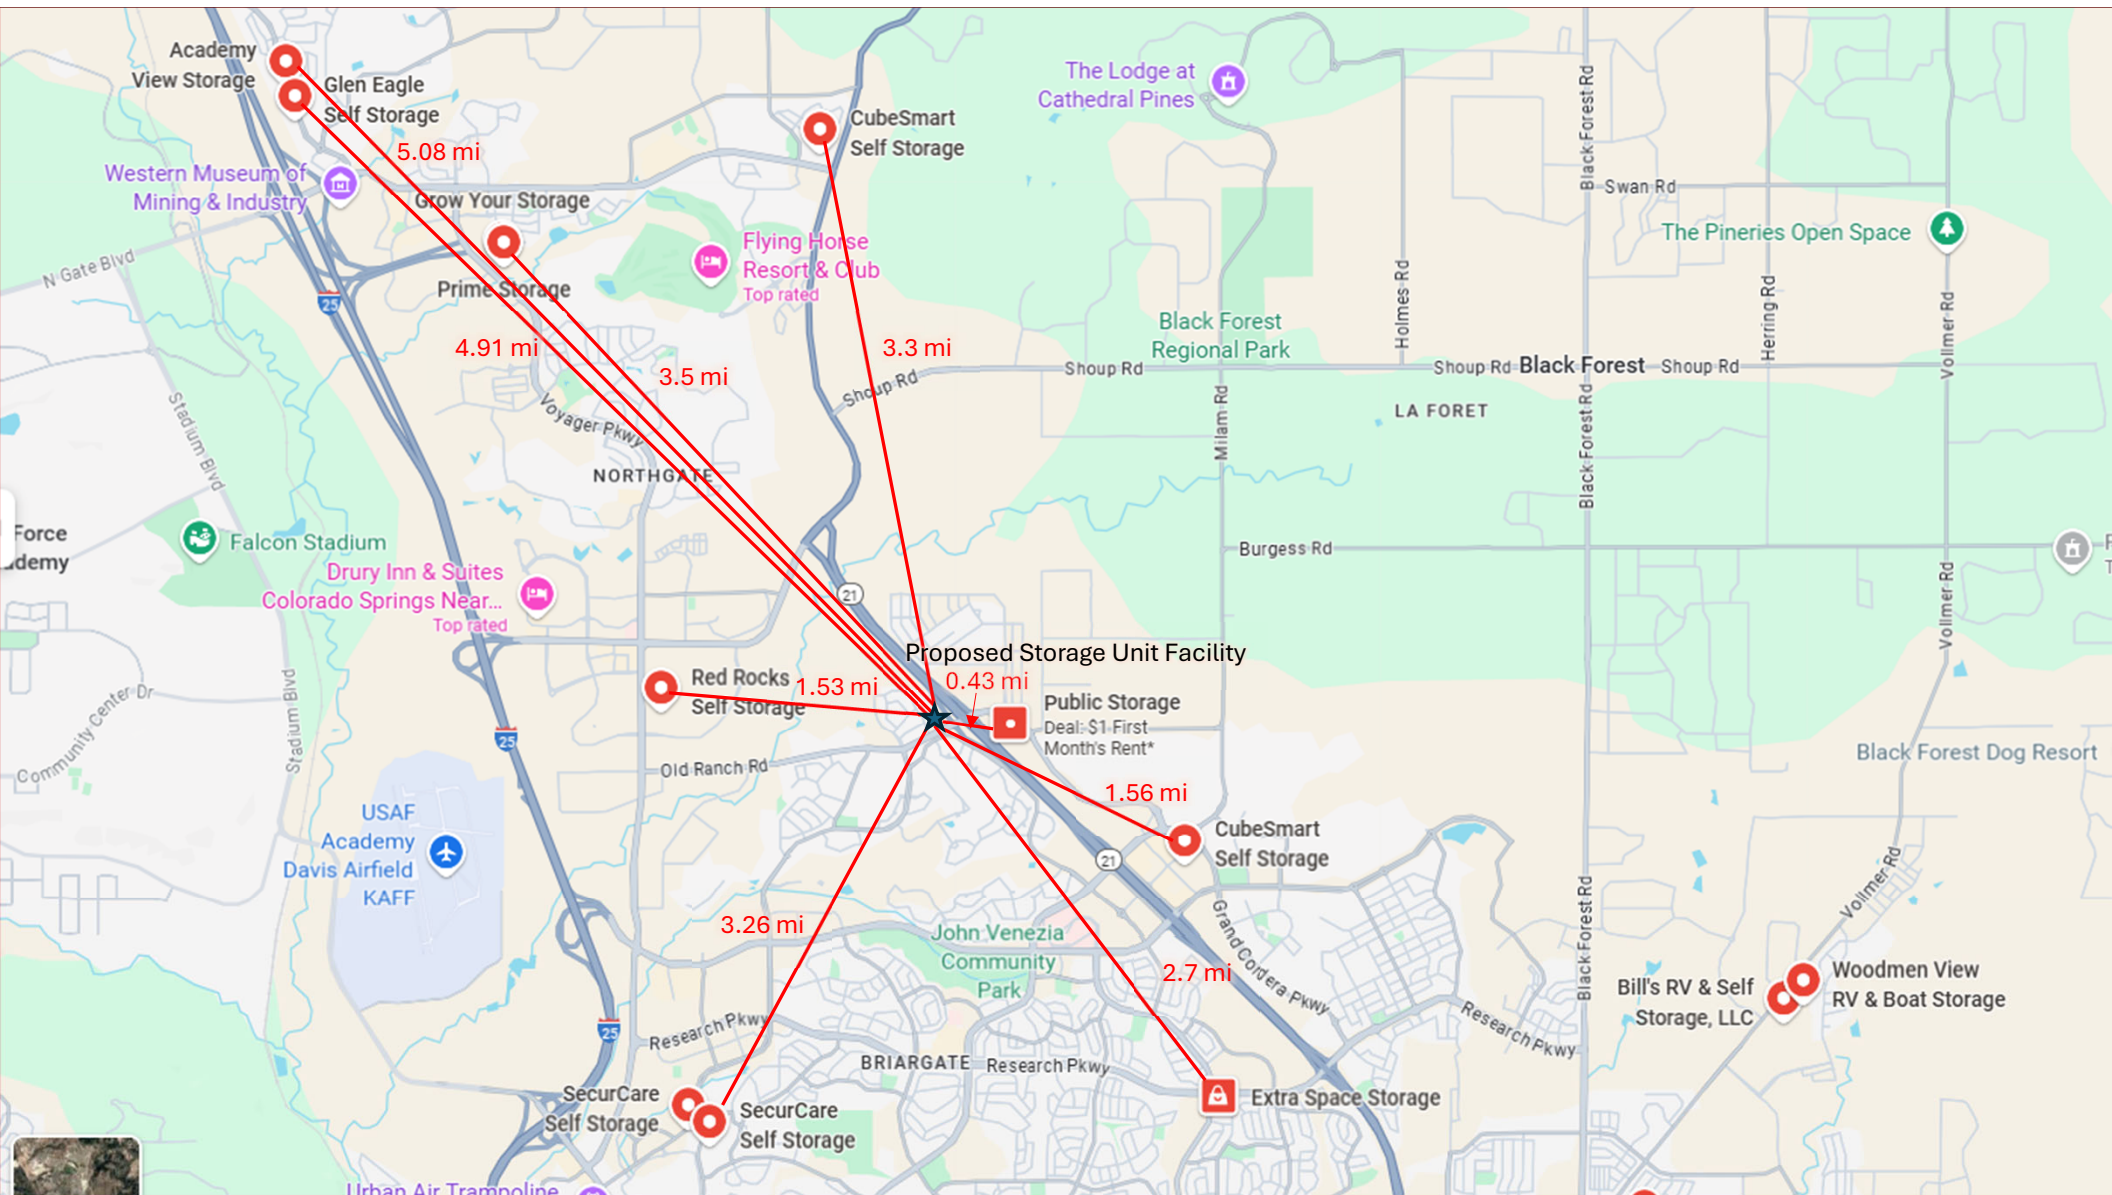 Academy
View Storage
Glen Eagle
Self Storage
5.08 mi
CubeSmart
Self Storage
The Lodge at
Cathedral Pines
Black Forest Rd
Swan Rd
The Pineries Open Space
Western Museum of
Mining & Industry
Grow Your Storage
Flying Horse
Resort & Club
Top rated
N Gate Blvd
Prime Storage
25
4.91 mi
3.5 mi
3.3 mi
Black Forest
Regional Park
Holmes Rd
Herring Rd
Vollmer Rd
Shoup Rd
Shoup Rd
Shoup Rd
Black Forest
Shoup Rd
LA FORET
Milam Rd
Black Forest Rd
Stadium Blvd
Voyager Pkwy
NORTHGATE
Force
ademy
Falcon Stadium
Burgess Rd
Drury Inn & Suites
Colorado Springs Near...
Top rated
21
Vollmer Rd
Proposed Storage Unit Facility
0.43 mi
Red Rocks
Self Storage
1.53 mi
Public Storage
Deal: $1 First
Month's Rent*
Community Center Dr
Stadium Blvd
25
Old Ranch Rd
Black Forest Dog Resort
1.56 mi
USAF
Academy
Davis Airfield
KAFF
CubeSmart
Self Storage
21
Vollmer Rd
3.26 mi
John Venezia
Community
Park
2.7 mi
Grand Cordera Pkwy
Black Forest Rd
Bill's RV & Self
Storage, LLC
Woodmen View
RV & Boat Storage
25
Research Pkwy
BRIARGATE
Research Pkwy
Research Pkwy
SecurCare
Self Storage
SecurCare
Self Storage
Extra Space Storage
Urban Air Trampoline